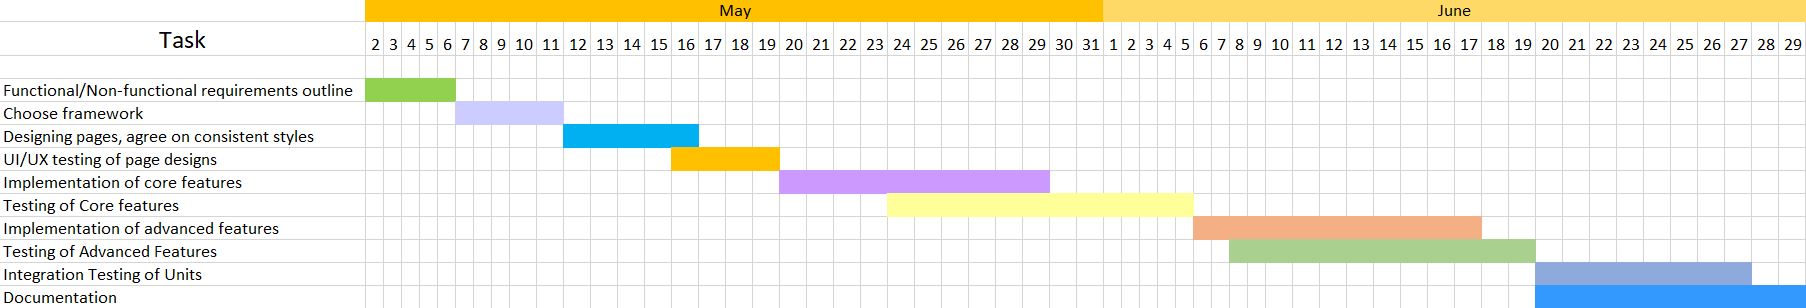 May June
Task 2 3 4 5 6 7 8 9 10 11 12 13 14 15 16 17 18 19 20 21 22 23 24 25 26 27 28 29 30 31 1 2 3 4 5 6 7 8 9 10 11 12 13 14 15 16 17 18 19 20 21 22 23 24 25 26 27 28 29
Functional/Non-functional requirements outline
Choose framework
Designing pages, agree on consistent styles
UI/UX testing of page designs
Implementation of core features
Testing of Core features
Implementation of advanced features
Testing of Advanced Features
Integration Testing of Units
Documentation